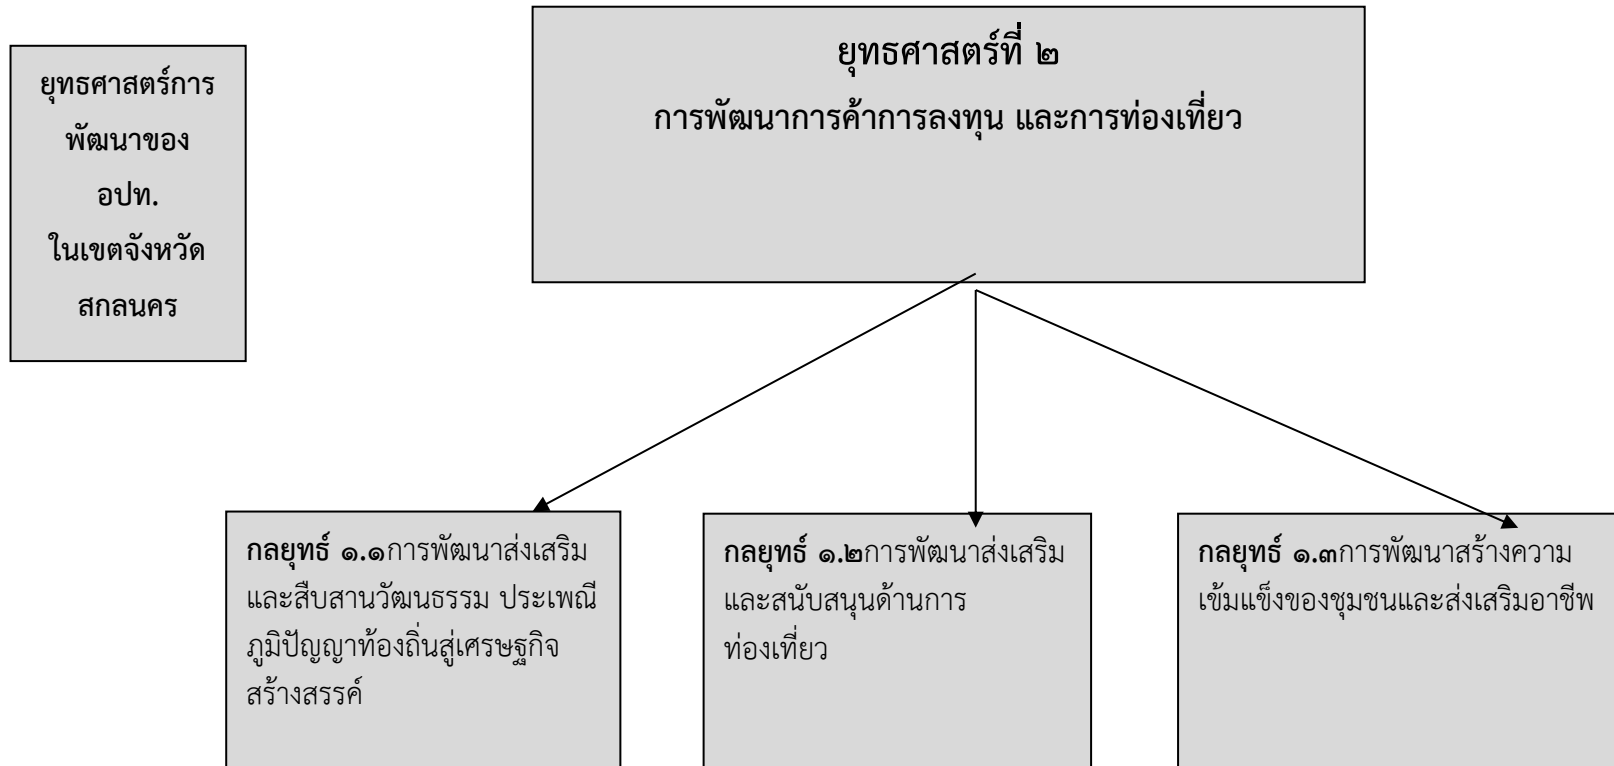 ยุทธศาสตร์การ
พัฒนาของ
อปท.
ในเขตจังหวัด
สกลนคร
ยุทธศาสตร์ที่ ๒
การพัฒนาการค้าการลงทุน และการท่องเที่ยว
กลยุทธ์ ๑.๑การพัฒนาส่งเสริม
และสืบสานวัฒนธรรม ประเพณี
ภูมิปัญญาท้องถิ่นสู่เศรษฐกิจ
สร้างสรรค์
กลยุทธ์ ๑.๒การพัฒนาส่งเสริม
และสนับสนุนด้านการ
ท่องเที่ยว
กลยุทธ์ ๑.๓การพัฒนาสร้างความ
เข้มแข็งของชุมชนและส่งเสริมอาชีพ